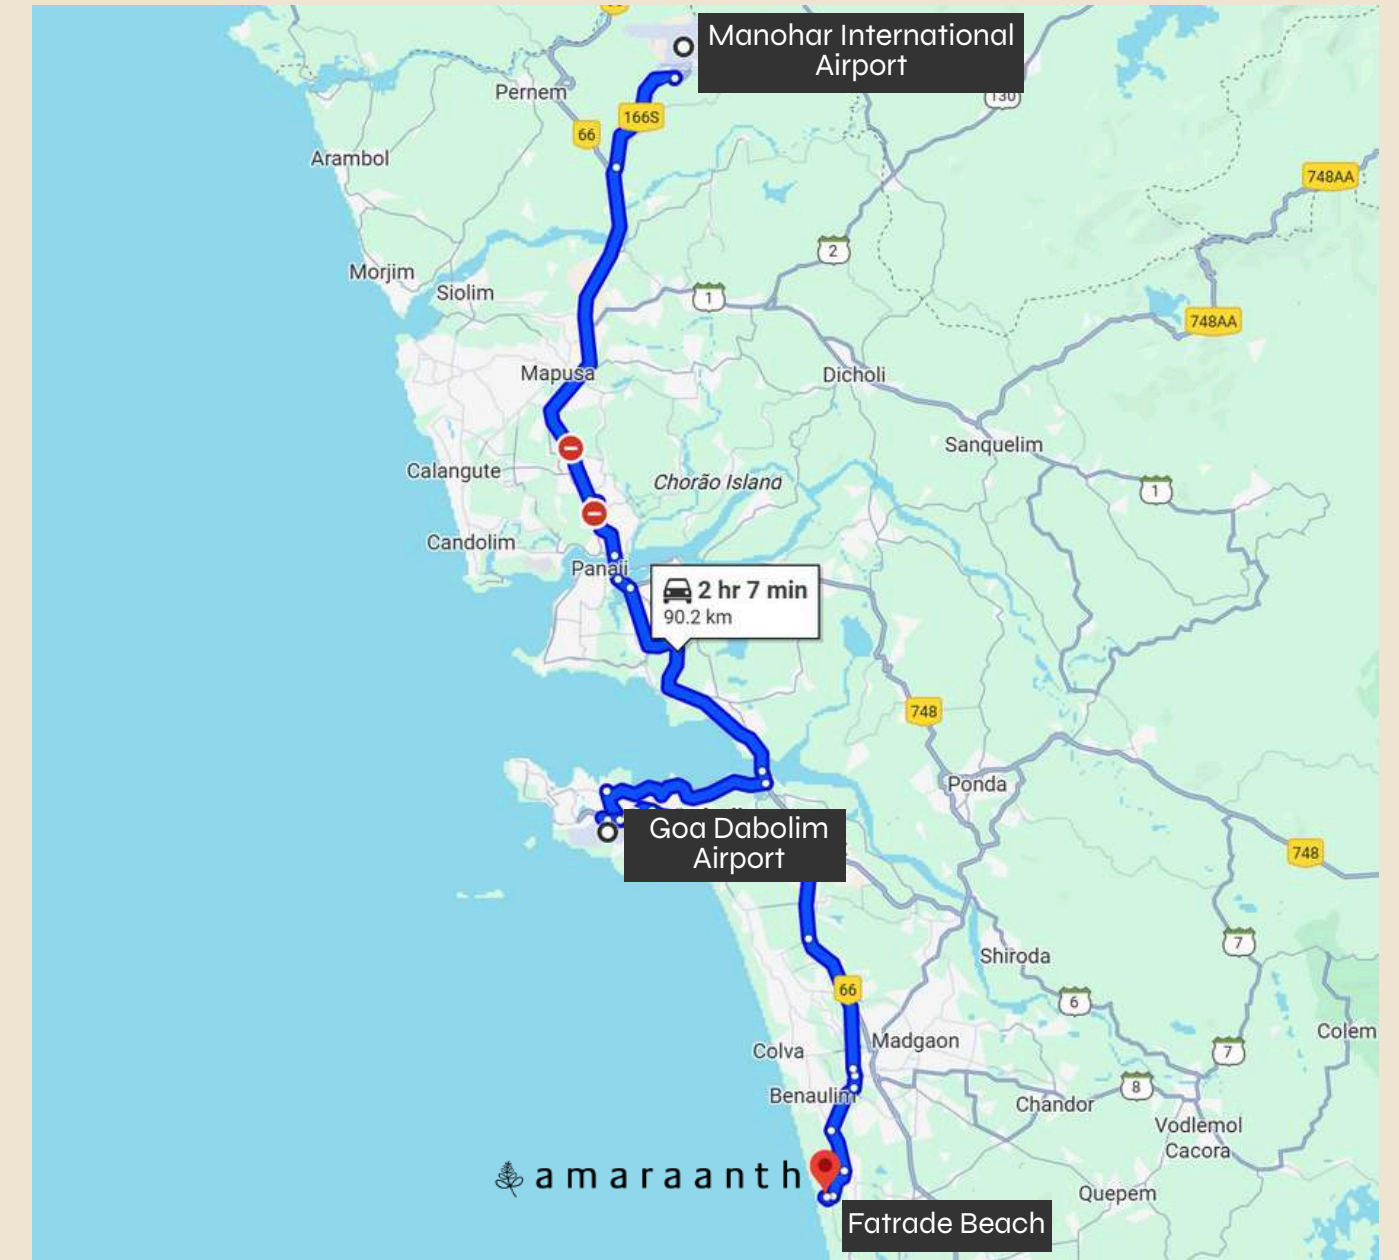 Manohar International
Airport
130
Pernem
166S
66
Arambol
748AA
2
Morjim
Siolim
1
748AA
Mapusa
Dicholi
Sanquelim
Calangute
Chorão Island
1
Candolim
Panaji
2 hr 7 min
90.2 km
748
Ponda
Goa Dabolim
Airport
748
7
Shiroda
66
6
Colem
Madgaon
Colva
7
8
Benaulim
Chandor
Vodlemol
Cacora
amaraanth
Quepem
Fatrade Beach